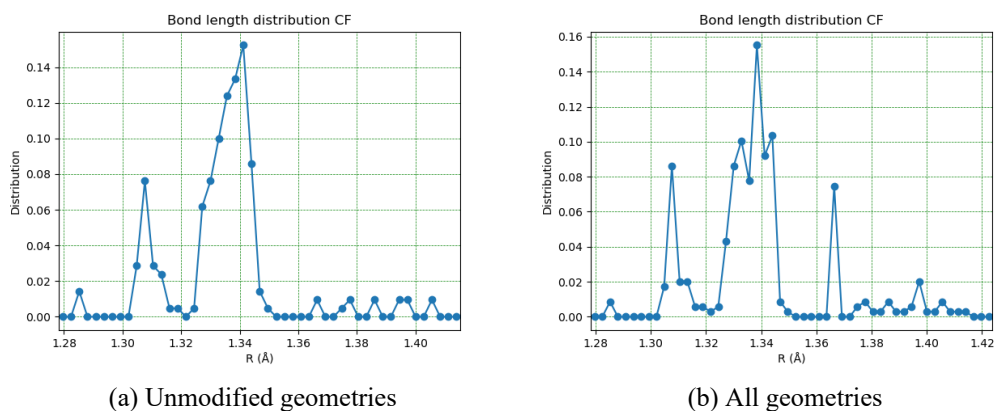 Bond length distribution CF
0.14
0.12
0.10
0.08
0.06
0.04
0.02
0.00
Distribution
1.28 1.30 1.32 1.34 1.36 1.38 1.40
R (Å)
(a) Unmodified geometries
Bond length distribution CF
0.16
0.14
0.12
0.10
0.08
0.06
0.04
0.02
0.00
Distribution
1.28 1.30 1.32 1.34 1.36 1.38 1.40 1.42
R (Å)
(b) All geometries